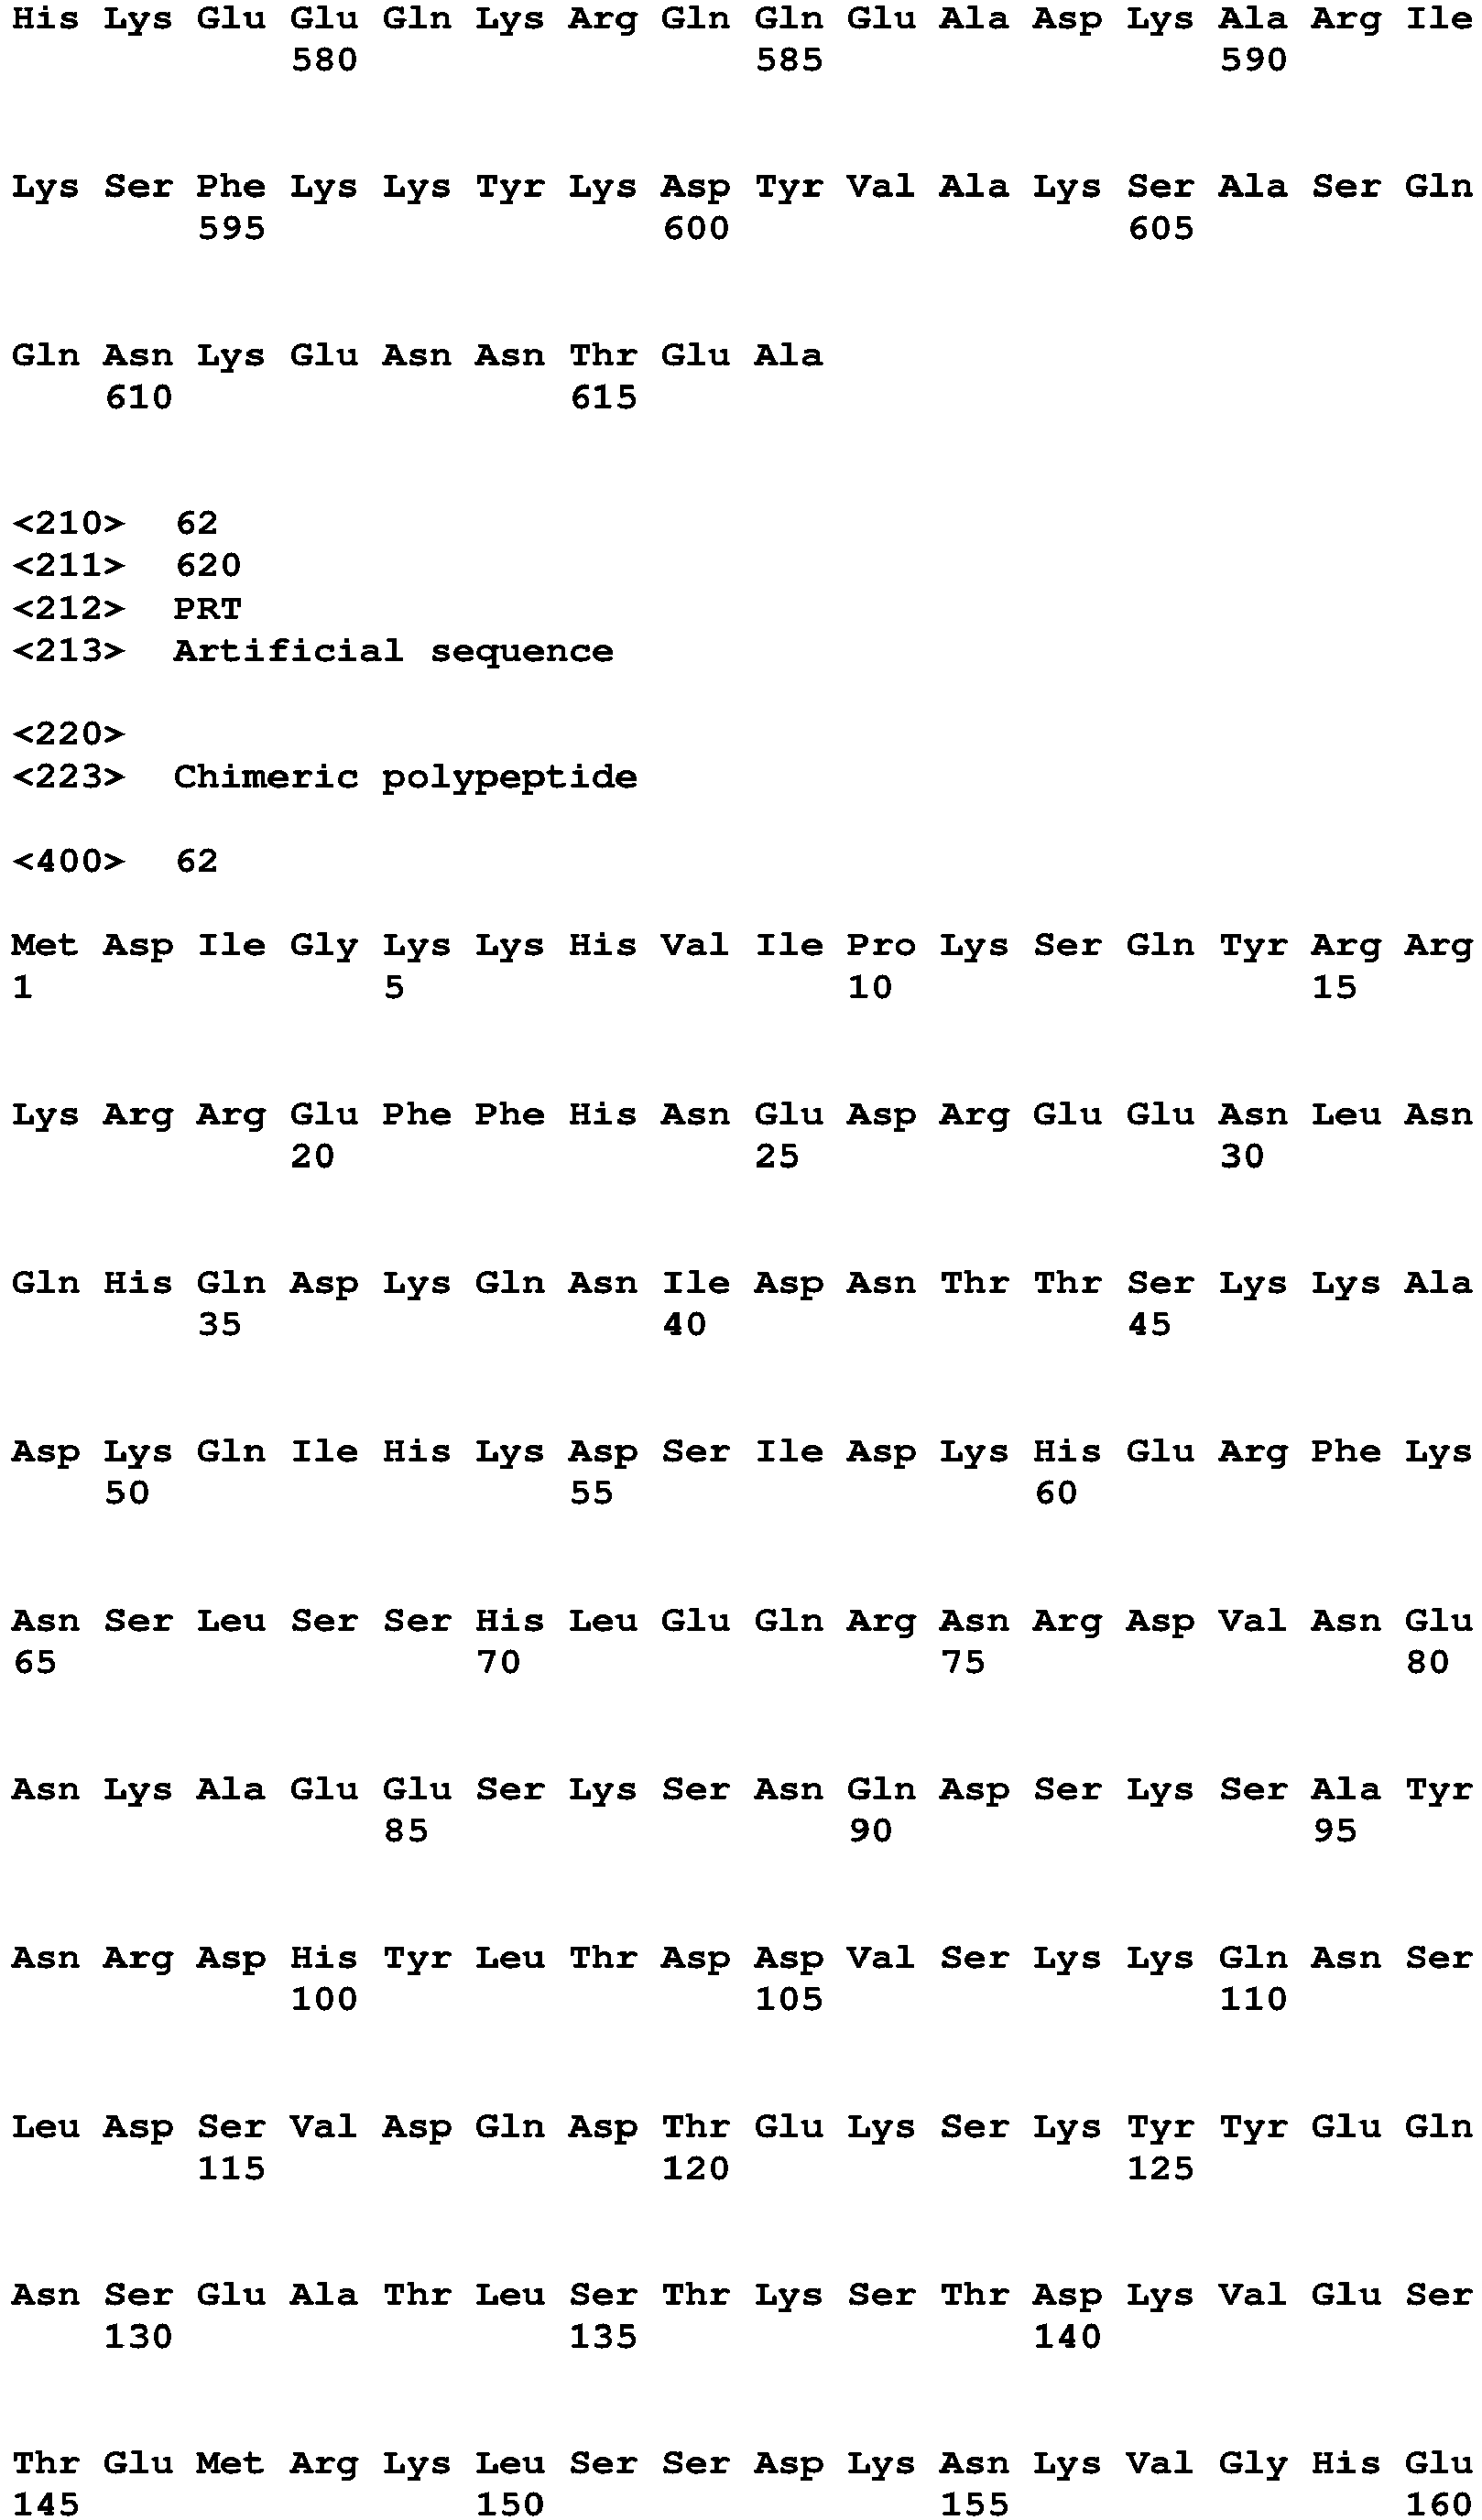 His Lys Glu Glu Gln Lys Arg Gln Gln Glu Ala Asp Lys Ala Arg Ile
580 585 590
Lys Ser Phe Lys Lys Tyr Lys Asp Tyr Val Ala Lys Ser Ala Ser Gln
595 600 605
Gln Asn Lys Glu Asn Asn Thr Glu Ala
610 615
<210> 62
<211> 620
<212> PRT
<213> Artificial sequence
<220>
<223> Chimeric polypeptide
<400> 62
Met Asp Ile Gly Lys Lys His Val Ile Pro Lys Ser Gln Tyr Arg Arg
1 5 10 15
Lys Arg Arg Glu Phe Phe His Asn Glu Asp Arg Glu Glu Asn Leu Asn
20 25 30
Gln His Gln Asp Lys Gln Asn Ile Asp Asn Thr Thr Ser Lys Lys Ala
35 40 45
Asp Lys Gln Ile His Lys Asp Ser Ile Asp Lys His Glu Arg Phe Lys
50 55 60
Asn Ser Leu Ser Ser His Leu Glu Gln Arg Asn Arg Asp Val Asn Glu
65 70 75 80
Asn Lys Ala Glu Glu Ser Lys Ser Asn Gln Asp Ser Lys Ser Ala Tyr
85 90 95
Asn Arg Asp His Tyr Leu Thr Asp Asp Val Ser Lys Lys Gln Asn Ser
100 105 110
Leu Asp Ser Val Asp Gln Asp Thr Glu Lys Ser Lys Tyr Tyr Glu Gln
115 120 125
Asn Ser Glu Ala Thr Leu Ser Thr Lys Ser Thr Asp Lys Val Glu Ser
130 135 140
Thr Glu Met Arg Lys Leu Ser Ser Asp Lys Asn Lys Val Gly His Glu
145 150 155 160